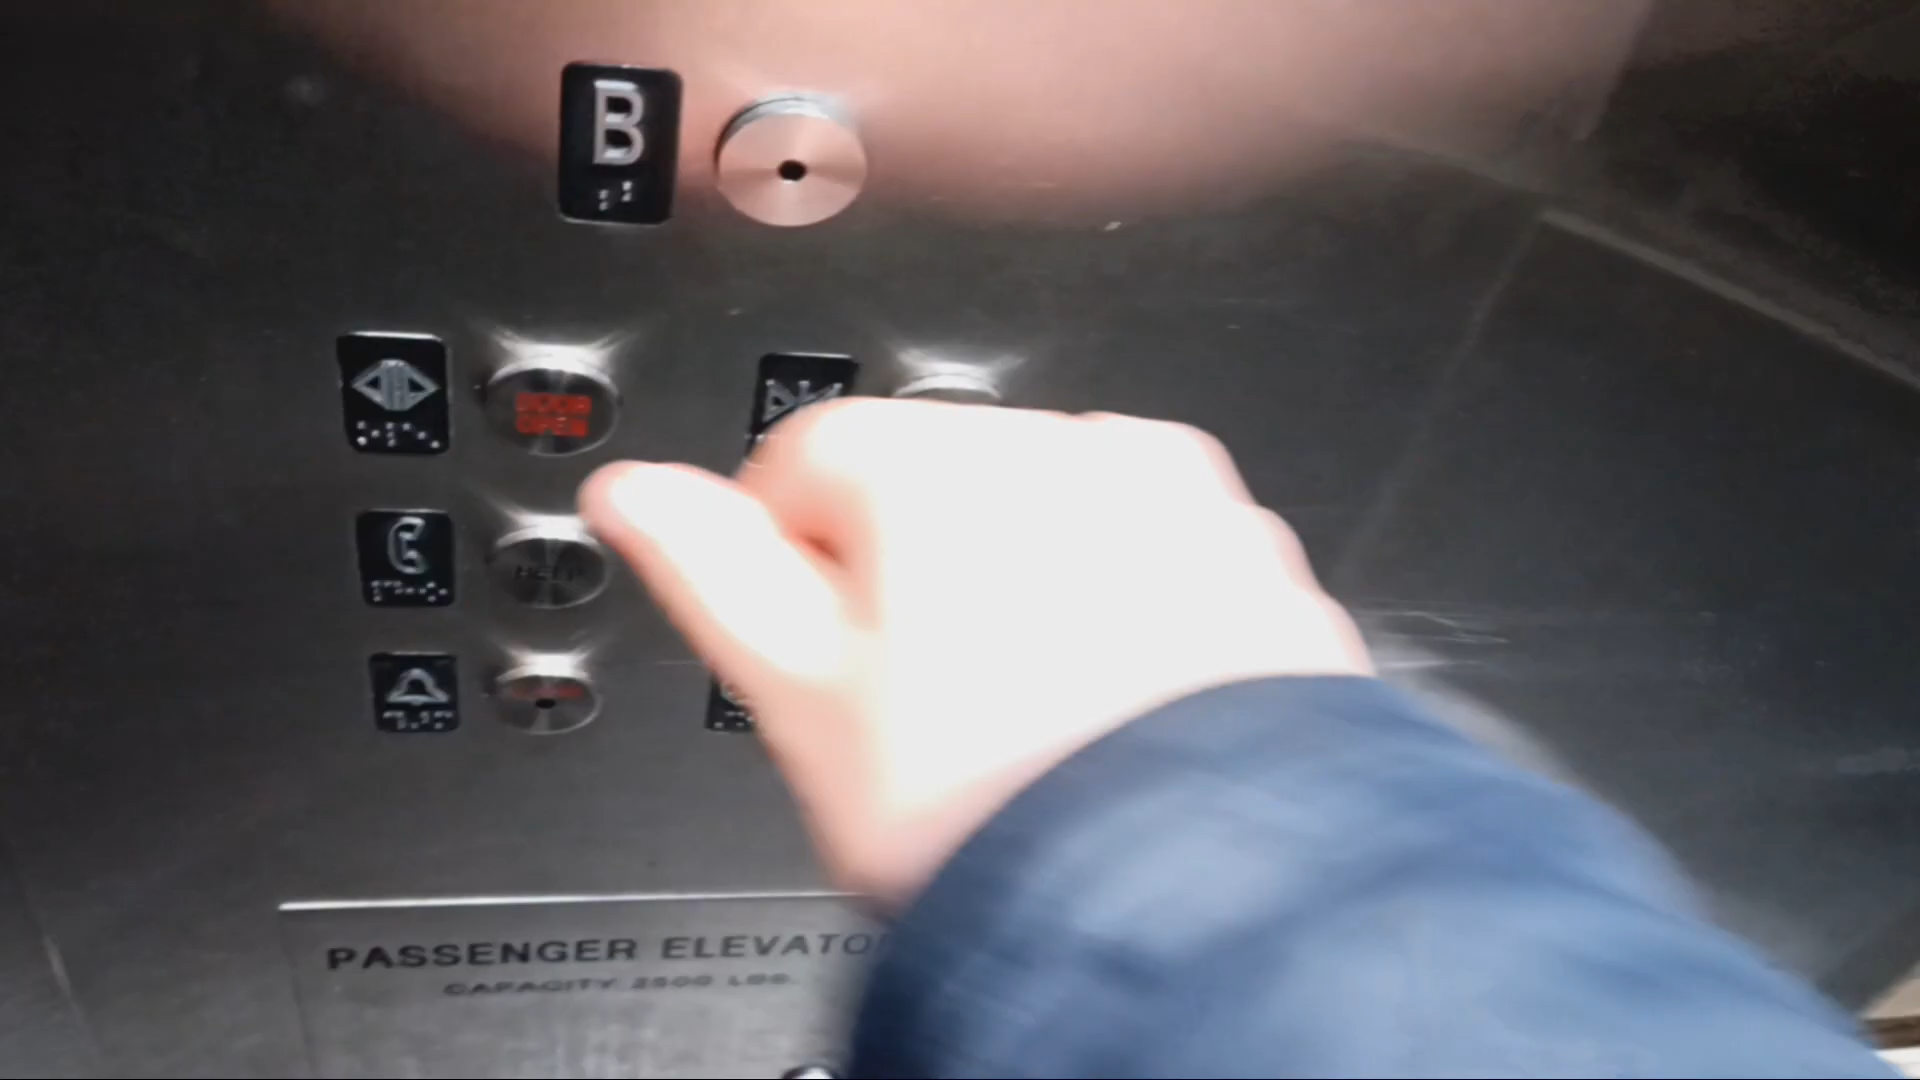 B
DOOR
OPEN
HELP
PASSENGER ELEVATO
CAPACITY 2500 LBS.